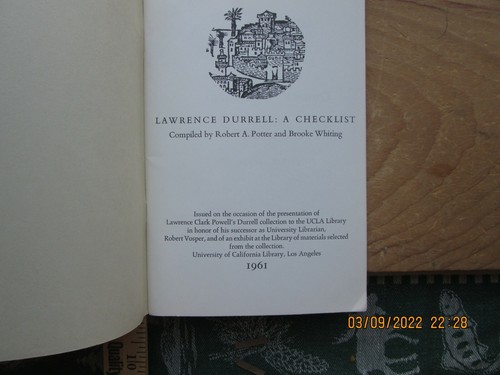 LAWRENCE DURRELL: A CHECKLIST
Compiled by Robert A. Potter and Brooke Whiting
Issued on the occasion of the presentation of
Lawrence Clark Powell's Durrell collection to the UCLA Library
in honor of his successor as University Librarian,
Robert Vosper, and of an exhibit at the Library of materials selected
from the collection.
University of California Library, Los Angeles
1961
03/09/2022 22:28